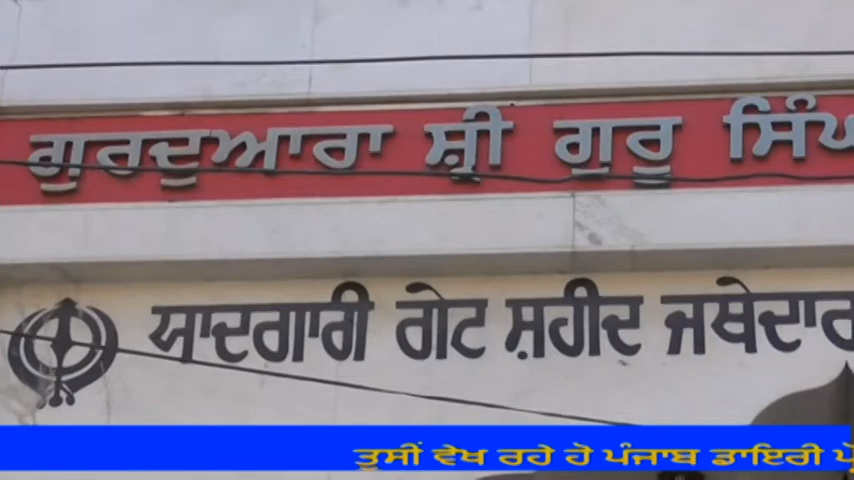 ਗੁਰਦੁਆਰਾ ਸ਼੍ਰੀ ਗੁਰੂ ਸਿੰਘ
ਯਾਦਗਾਰੀ ਗੇਟ ਸ਼ਹੀਦ ਜਥੇਦਾਰ
ਤੁਸੀਂ ਵੇਖ ਰਹੇ ਹੋ ਪੰਜਾਬ ਡਾਇਰੀ